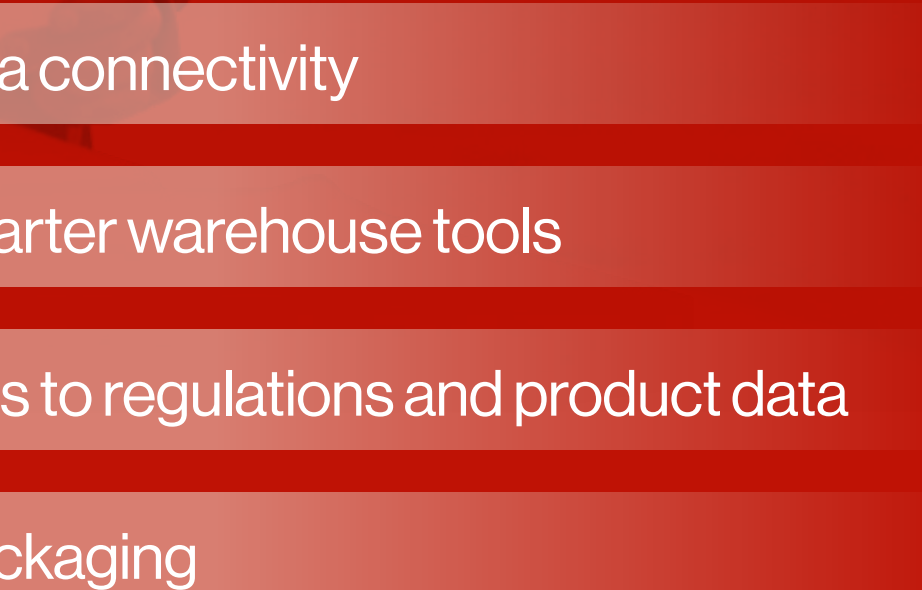 a connectivity
arter warehouse tools
s to regulations and product data
ckaging